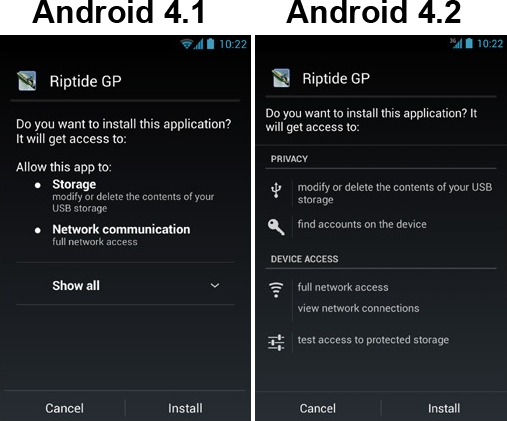 Android 4.1
10:22
Riptide GP
Do you want to install this application?
It will get access to:
Allow this app to:
Storage
modify or delete the contents of your
USB storage
Network communication
full network access
Show all
Cancel
Install
Android 4.2
3G
10:22
Riptide GP
Do you want to install this application? It
will get access to:
PRIVACY
modify or delete the contents of your USB
storage
find accounts on the device
DEVICE ACCESS
full network access
view network connections
test access to protected storage
Cancel
Install